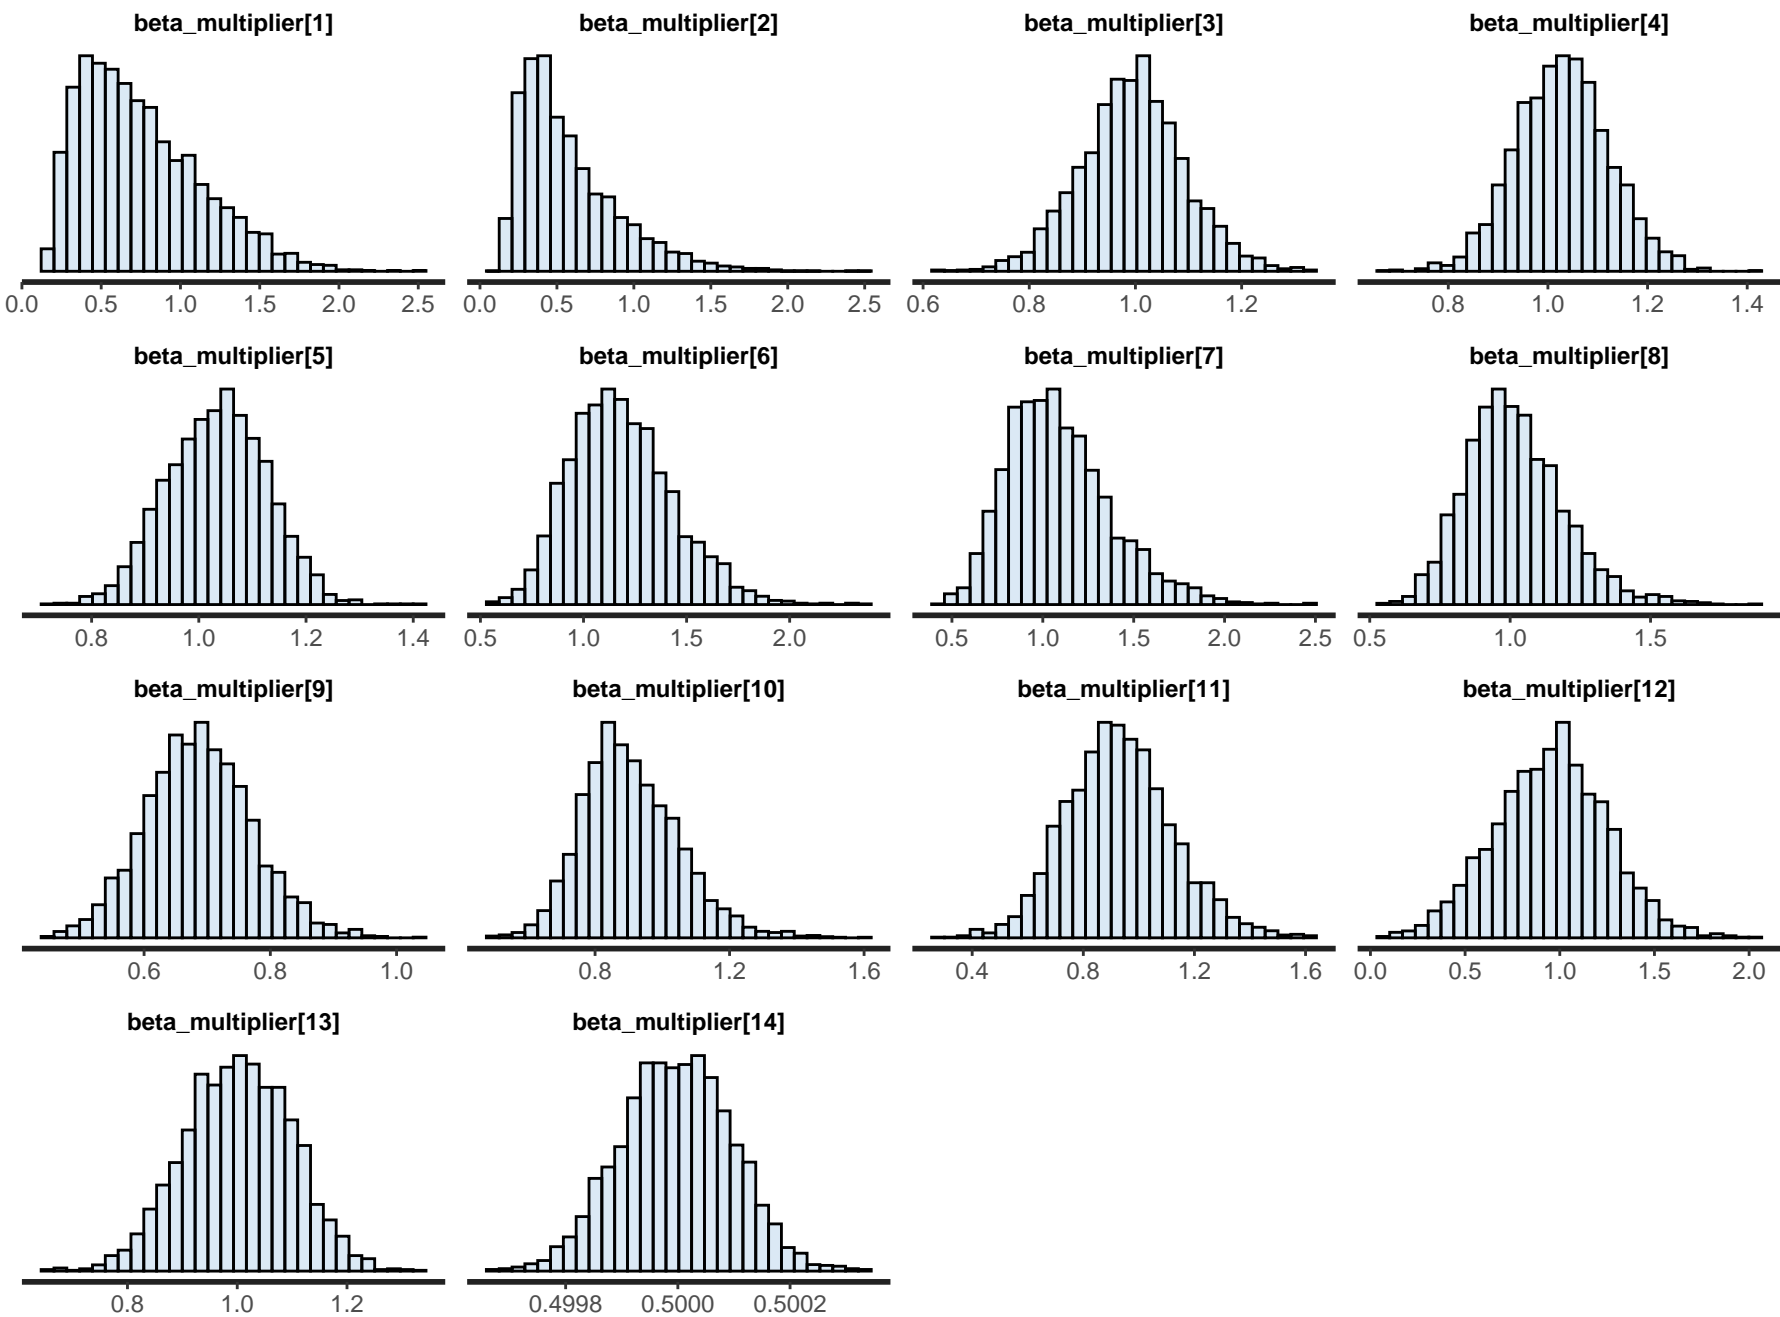 beta_multiplier[1] beta_multiplier[2] beta_multiplier[3] beta_multiplier[4]
0.0 0.5 1.0 1.5 2.0 2.5 0.0 0.5 1.0 1.5 2.0 2.5 0.6 0.8 1.0 1.2 0.8 1.0 1.2 1.4
beta_multiplier[5] beta_multiplier[6] beta_multiplier[7] beta_multiplier[8]
0.8 1.0 1.2 1.4 0.5 1.0 1.5 2.0 0.5 1.0 1.5 2.0 2.5 0.5 1.0 1.5
beta_multiplier[9] beta_multiplier[10] beta_multiplier[11] beta_multiplier[12]
0.6 0.8 1.0 0.8 1.2 1.6 0.4 0.8 1.2 1.6 0.0 0.5 1.0 1.5 2.0
beta_multiplier[13] beta_multiplier[14]
0.8 1.0 1.2 0.4998 0.5000 0.5002